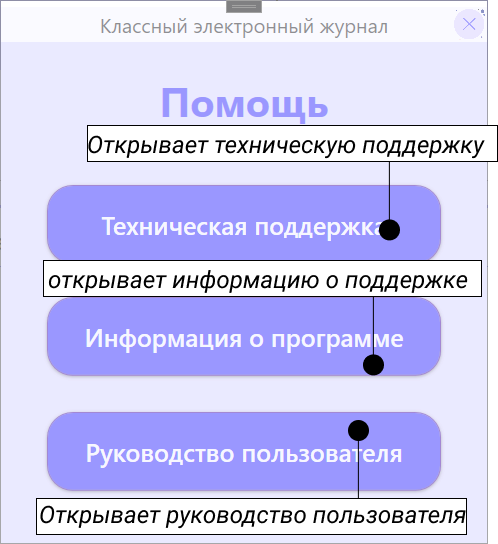 Классный электронный журнал
Помощь
Открывает техническую поддержку
Техническая поддержка
открывает информацию о поддержке
Информация о программе
Руководство пользователя
Открывает руководство пользователя